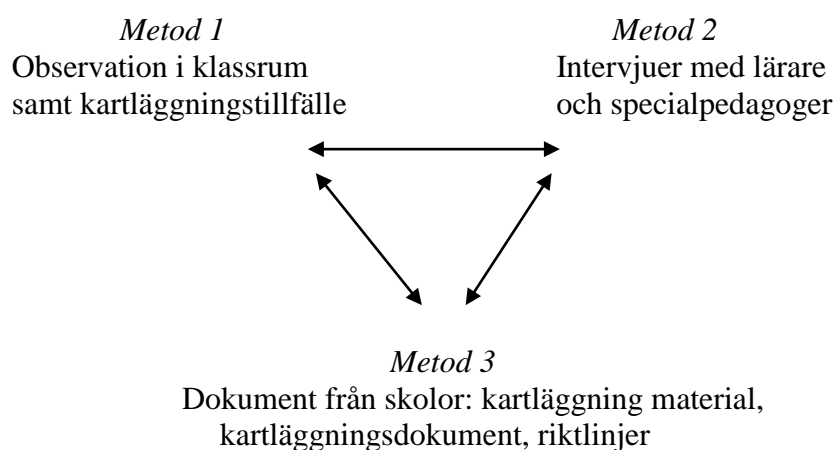 Metod 1
Observation i klassrum
samt kartläggningstillfälle
Metod 2
Intervjuer med lärare
och specialpedagoger
Metod 3
Dokument från skolor: kartläggning material,
kartläggningsdokument, riktlinjer